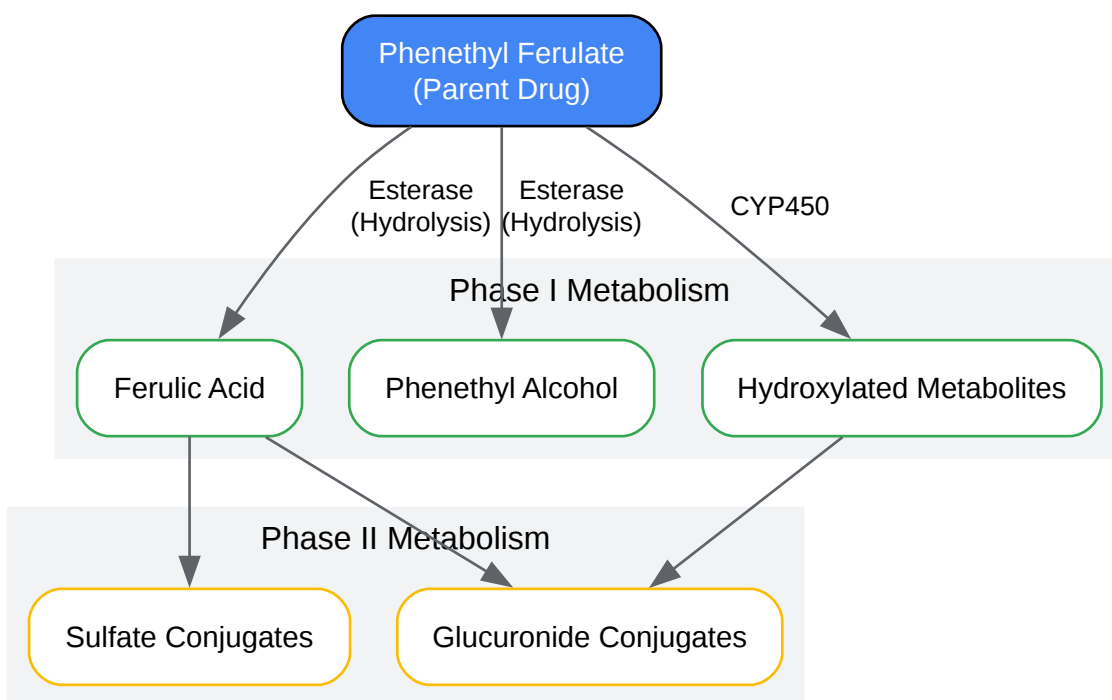 Phenethyl Ferulate
(Parent Drug)
Esterase
(Hydrolysis)
Esterase
(Hydrolysis)
CYP450
Phase I Metabolism
Ferulic Acid
Phenethyl Alcohol
Hydroxylated Metabolites
Phase II Metabolism
Sulfate Conjugates
Glucuronide Conjugates